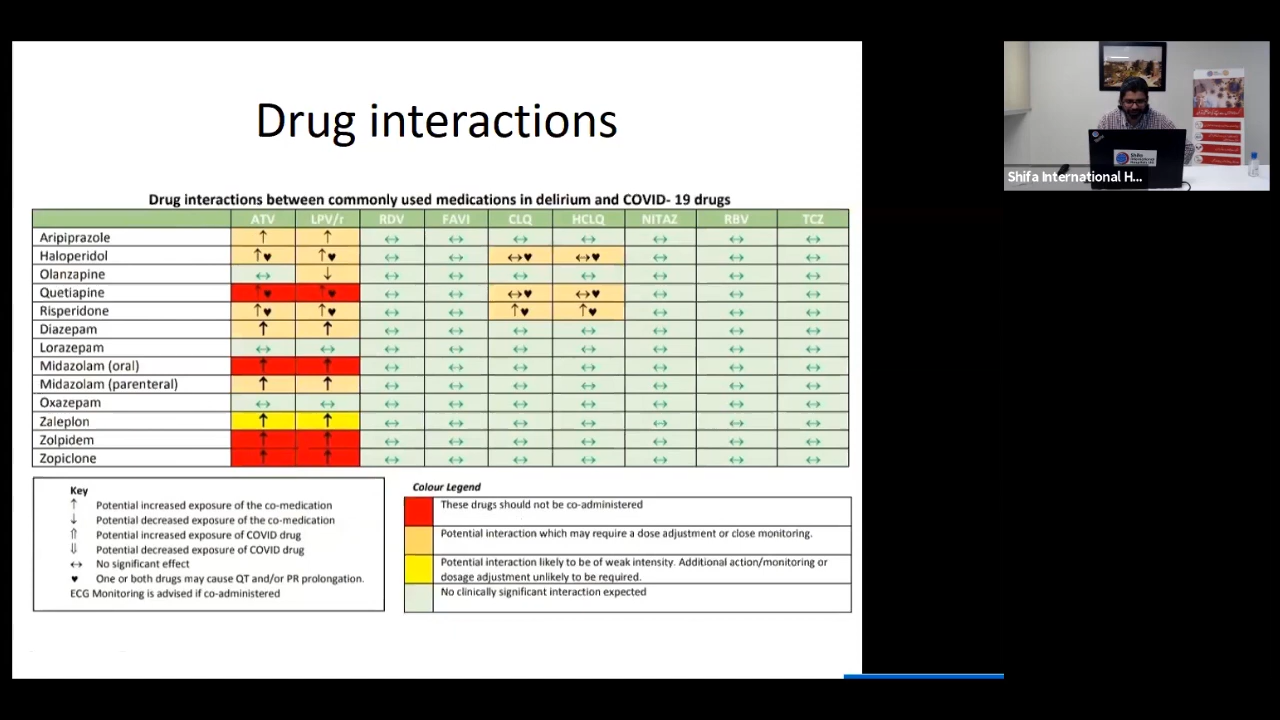 Drug interactions
Drug interactions between commonly used medications in delirium and COVID- 19 drugs
ATV LPV/r RDV FAVI CLQ HCLQ NITAZ RBV TCZ
Aripiprazole ↑ ↑ ↔ ↔ ↔ ↔ ↔ ↔ ↔
Haloperidol ↑♥ ↑♥ ↔ ↔ ↔♥ ↔♥ ↔ ↔ ↔
Olanzapine ↔ ↓ ↔ ↔ ↔ ↔ ↔ ↔ ↔
Quetiapine ↑♥ ↑♥ ↔ ↔ ↔♥ ↔♥ ↔ ↔ ↔
Risperidone ↑♥ ↑♥ ↔ ↔ ↑♥ ↑♥ ↔ ↔ ↔
Diazepam ↑ ↑ ↔ ↔ ↔ ↔ ↔ ↔ ↔
Lorazepam ↔ ↔ ↔ ↔ ↔ ↔ ↔ ↔ ↔
Midazolam (oral) ↑ ↑ ↔ ↔ ↔ ↔ ↔ ↔ ↔
Midazolam (parenteral) ↑ ↑ ↔ ↔ ↔ ↔ ↔ ↔ ↔
Oxazepam ↔ ↔ ↔ ↔ ↔ ↔ ↔ ↔ ↔
Zaleplon ↑ ↑ ↔ ↔ ↔ ↔ ↔ ↔ ↔
Zolpidem ↑ ↑ ↔ ↔ ↔ ↔ ↔ ↔ ↔
Zopiclone ↑ ↑ ↔ ↔ ↔ ↔ ↔ ↔ ↔
Key
↑ Potential increased exposure of the co-medication
↓ Potential decreased exposure of the co-medication
⇑ Potential increased exposure of COVID drug
⇓ Potential decreased exposure of COVID drug
↔ No significant effect
♥ One or both drugs may cause QT and/or PR prolongation.
ECG Monitoring is advised if co-administered
Colour Legend
These drugs should not be co-administered
Potential interaction which may require a dose adjustment or close monitoring.
Potential interaction likely to be of weak intensity. Additional action/monitoring or
dosage adjustment unlikely to be required.
No clinically significant interaction expected
Shifa International H...
Shifa
International